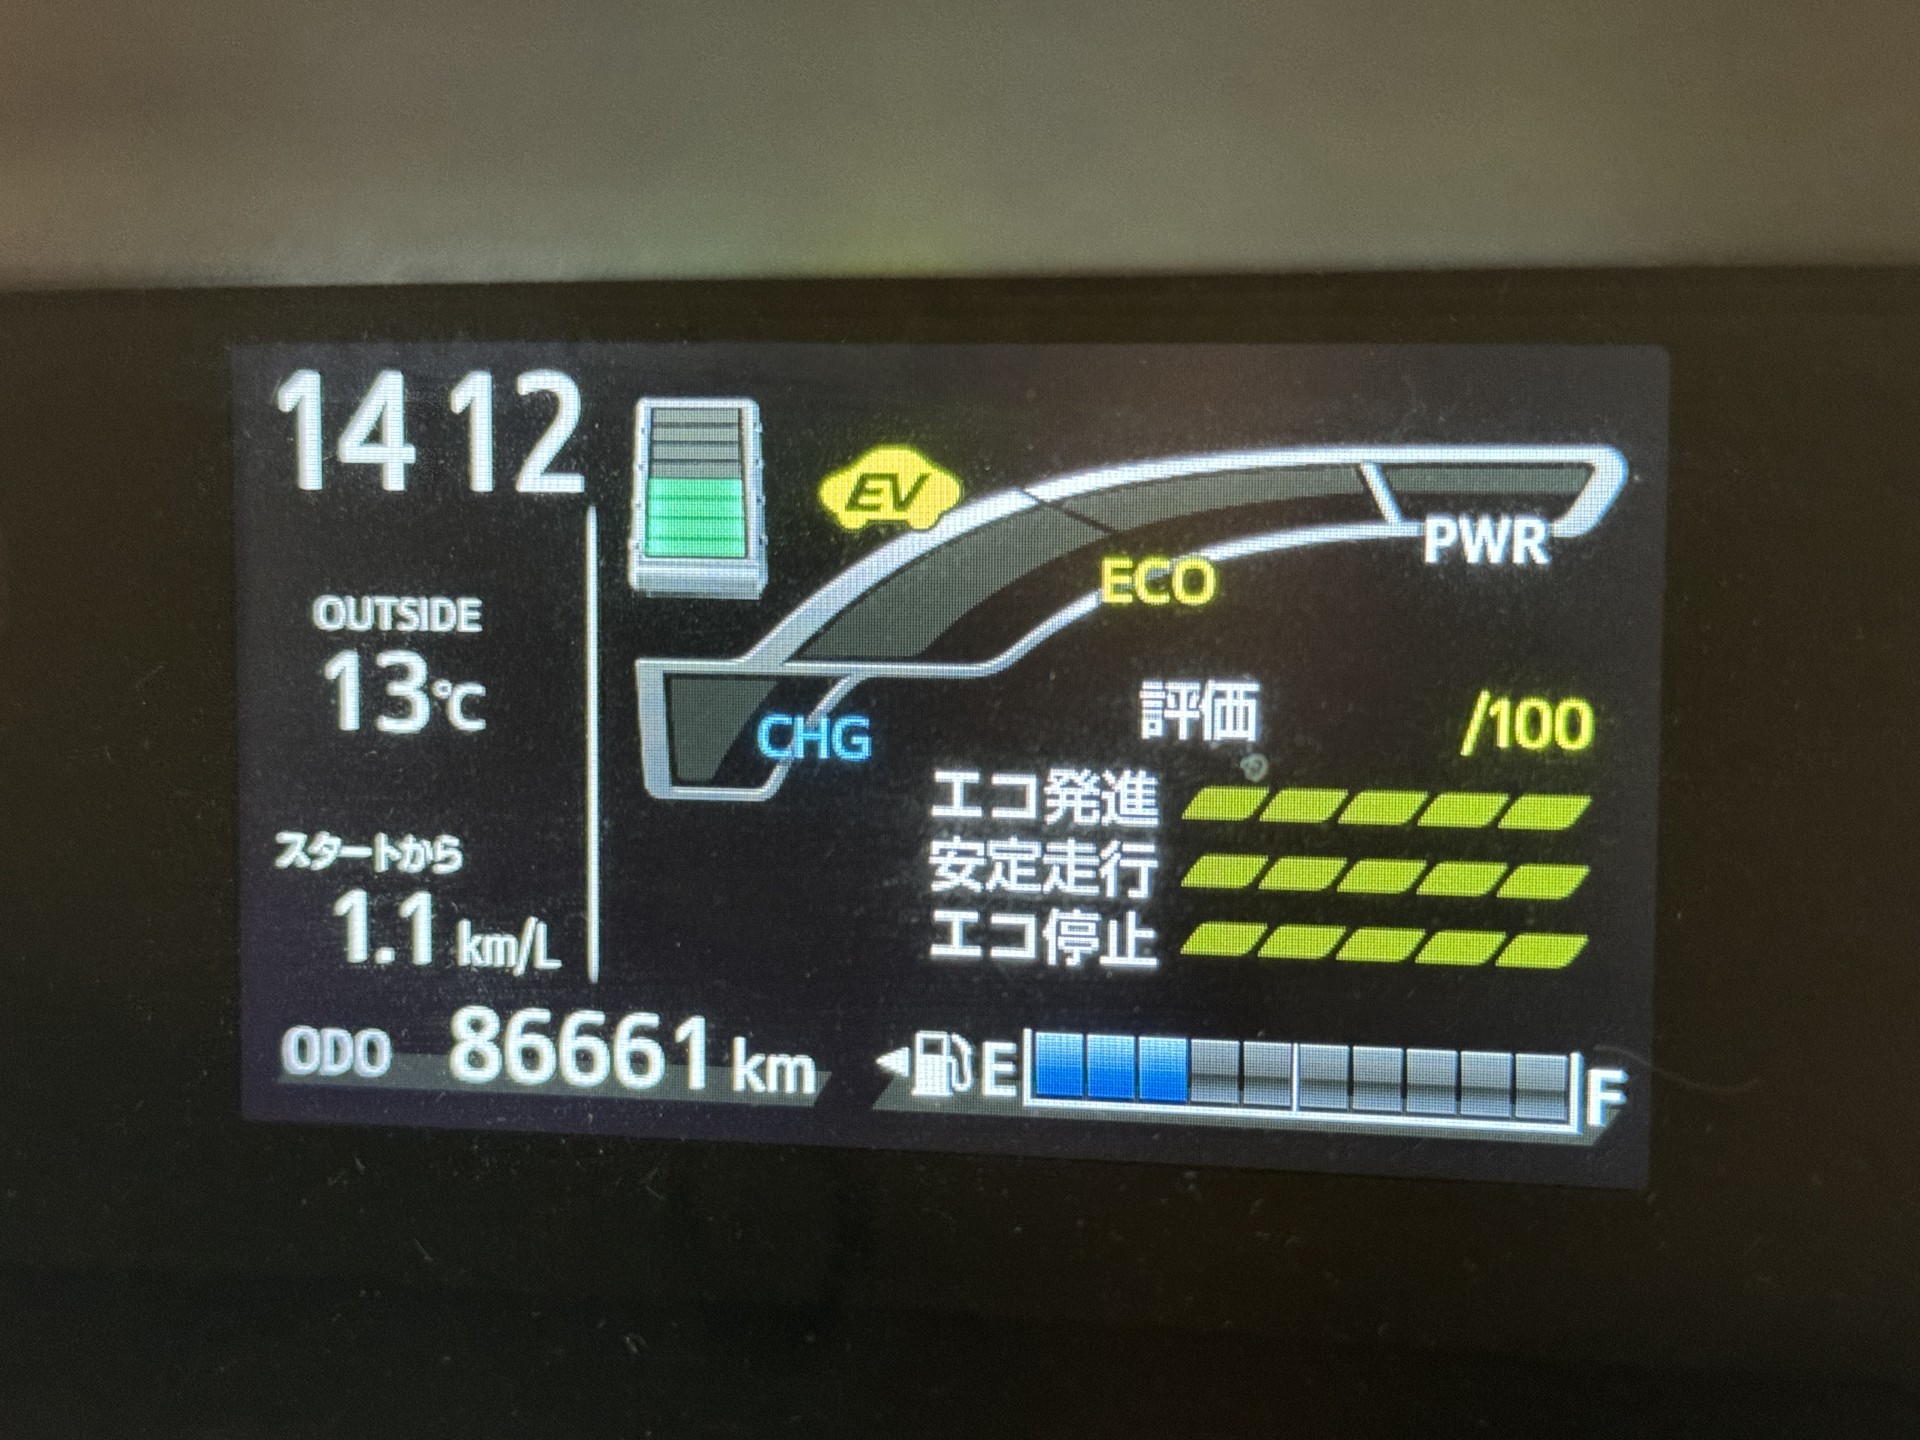 14 12
EV
PWR
ECO
OUTSIDE
13℃
CHG
評価 /100
エコ発進
安定走行
エコ停止
スタートから
1.1 km/L
ODO 86661 km
E F